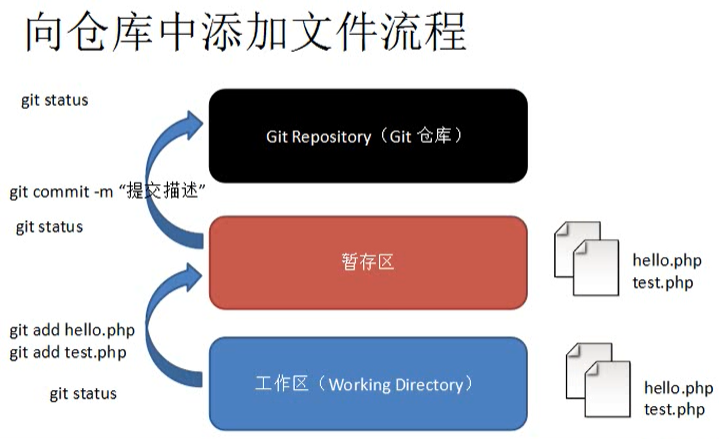 向仓库中添加文件流程
git status
Git Repository（Git 仓库）
git commit -m “提交描述”
git status
暂存区
hello.php
test.php
git add hello.php
git add test.php
git status
工作区（Working Directory）
hello.php
test.php